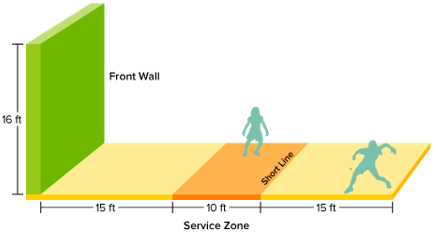 Front Wall
16 ft
Short Line
15 ft
10 ft
15 ft
Service Zone